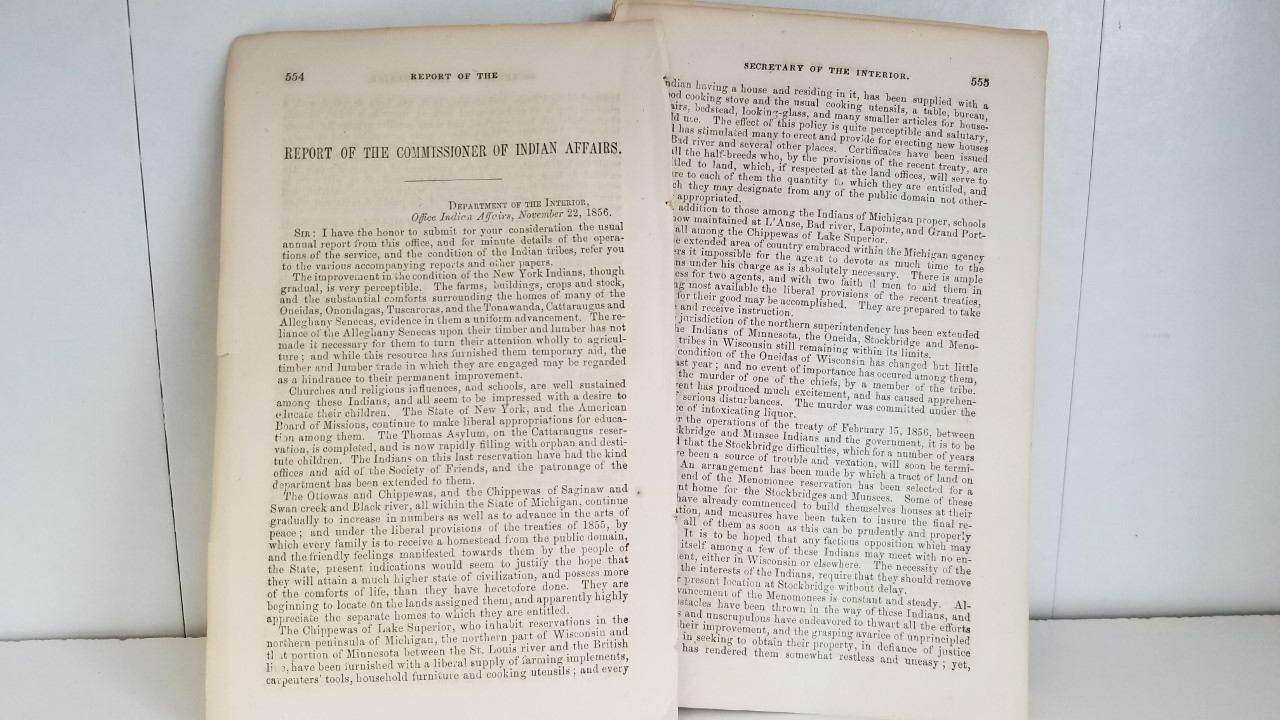 554
REPORT OF THE
REPORT OF THE COMMISSIONER OF INDIAN AFFAIRS.
DEPARTMENT OF THE INTERIOR,
Office Indian Affairs, November 22, 1856.
SIR: I have the honor to submit for your consideration the usual
annual report from this office, and for minute details of the opera-
tions of the service, and the condition of the Indian tribes, refer you
to the various accompanying reports and other papers.
The improvement in the condition of the New York Indians, though
gradual, is very perceptible. The farms, buildings, crops and stock,
and the substantial comforts surrounding the homes of many of the
Oneidas, Onondagas, Tuscaroras, and the Tonawanda, Cattaraugus and
Alleghany Senecas, evidence in them a uniform advancement. The re-
liance of the Alleghany Senecas upon their timber and lumber has not
made it necessary for them to turn their attention wholly to agricul-
ture; and while this resource has furnished them temporary aid, the
timber and lumber trade in which they are engaged may be regarded
as a hindrance to their permanent improvement.
Churches and religious influences, and schools, are well sustained
among these Indians, and all seem to be impressed with a desire to
educate their children. The State of New York, and the American
Board of Missions, continue to make liberal appropriations for educa-
tion among them. The Thomas Asylum, on the Cattaraugus reser-
vation, is completed, and is now rapidly filling with orphan and desti-
tute children. The Indians on this last reservation have had the kind
offices and aid of the Society of Friends, and the patronage of the
department has been extended to them.
The Ottowas and Chippewas, and the Chippewas of Saginaw and
Swan creek and Black river, all within the State of Michigan, continue
gradually to increase in numbers as well as to advance in the arts of
peace; and under the liberal provisions of the treaties of 1855, by
which every family is to receive a homestead from the public domain,
and the friendly feelings manifested towards them by the people of
the State, present indications would seem to justify the hope that
they will attain a much higher state of civilization, and possess more
of the comforts of life, than they have heretofore done. They are
beginning to locate on the lands assigned them, and apparently highly
appreciate the separate homes to which they are entitled.
The Chippewas of Lake Superior, who inhabit reservations in the
northern peninsula of Michigan, the northern part of Wisconsin and
that portion of Minnesota between the St. Louis river and the British
line, have been furnished with a liberal supply of farming implements,
carpenters' tools, household furniture and cooking utensils; and every
SECRETARY OF THE INTERIOR.
555
ndian having a house and residing in it, has been supplied with a
od cooking stove and the usual cooking utensils, a table, bureau,
airs, bedstead, looking-glass, and many smaller articles for house-
ld use. The effect of this policy is quite perceptible and salutary,
l has stimulated many to erect and provide for erecting new houses
Bad river and several other places. Certificates have been issued
ll the half-breeds who, by the provisions of the recent treaty, are
tled to land, which, if respected at the land offices, will serve to
re to each of them the quantity to which they are entitled, and
ch they may designate from any of the public domain not other-
appropriated.
addition to those among the Indians of Michigan proper, schools
now maintained at L'Anse, Bad river, Lapointe, and Grand Port-
all among the Chippewas of Lake Superior.
e extended area of country embraced within the Michigan agency
ers it impossible for the agent to devote as much time to the
ns under his charge as is absolutely necessary. There is ample
ess for two agents, and with two faithful men to aid them in
ng most available the liberal provisions of the recent treaties,
for their good may be accomplished. They are prepared to take
and receive instruction.
jurisdiction of the northern superintendency has been extended
he Indians of Minnesota, the Oneida, Stockbridge and Meno-
tribes in Wisconsin still remaining within its limits.
condition of the Oneidas of Wisconsin has changed but little
ast year; and no event of importance has occured among them,
the murder of one of the chiefs, by a member of the tribe.
vent has produced much excitement, and has caused apprehen-
serious disturbances. The murder was committed under the
ce of intoxicating liquor.
r the operations of the treaty of February 15, 1856, between
ckbridge and Munsee Indians and the government, it is to be
d that the Stockbridge difficulties, which for a number of years
ve been a source of trouble and vexation, will soon be termi-
An arrangement has been made by which a tract of land on
end of the Menomonee reservation has been selected for a
nt home for the Stockbridges and Munsees. Some of these
have already commenced to build themselves houses at their
ation, and measures have been taken to insure the final re-
all of them as soon as this can be prudently and properly
It is to be hoped that any factious opposition which may
itself among a few of these Indians may meet with no en-
ent, either in Wisconsin or elsewhere. The necessity of the
the interests of the Indians, require that they should remove
r present location at Stockbridge without delay.
vancement of the Menomonees is constant and steady. Al-
stacles have been thrown in the way of these Indians, and
s and unscrupulous have endeavored to thwart all the efforts
heir improvement, and the grasping avarice of unprincipled
in seeking to obtain their property, in defiance of justice
has rendered them somewhat restless and uneasy; yet,